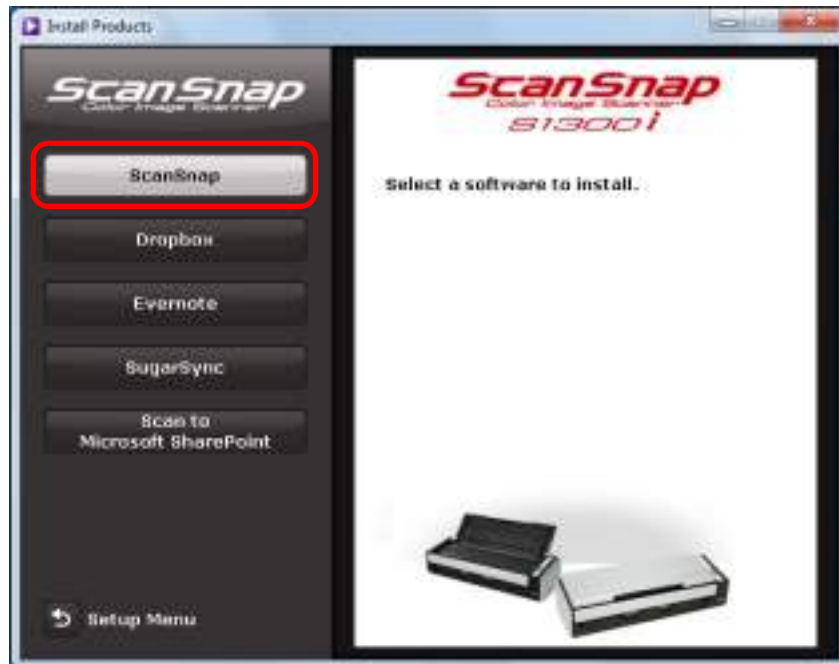 Install Products
ScanSnap
Color Image Scanner
ScanSnap
Color Image Scanner
S1300i
ScanSnap
Select a software to install.
Dropbox
Evernote
SugarSync
Scan to
Microsoft SharePoint
Setup Menu